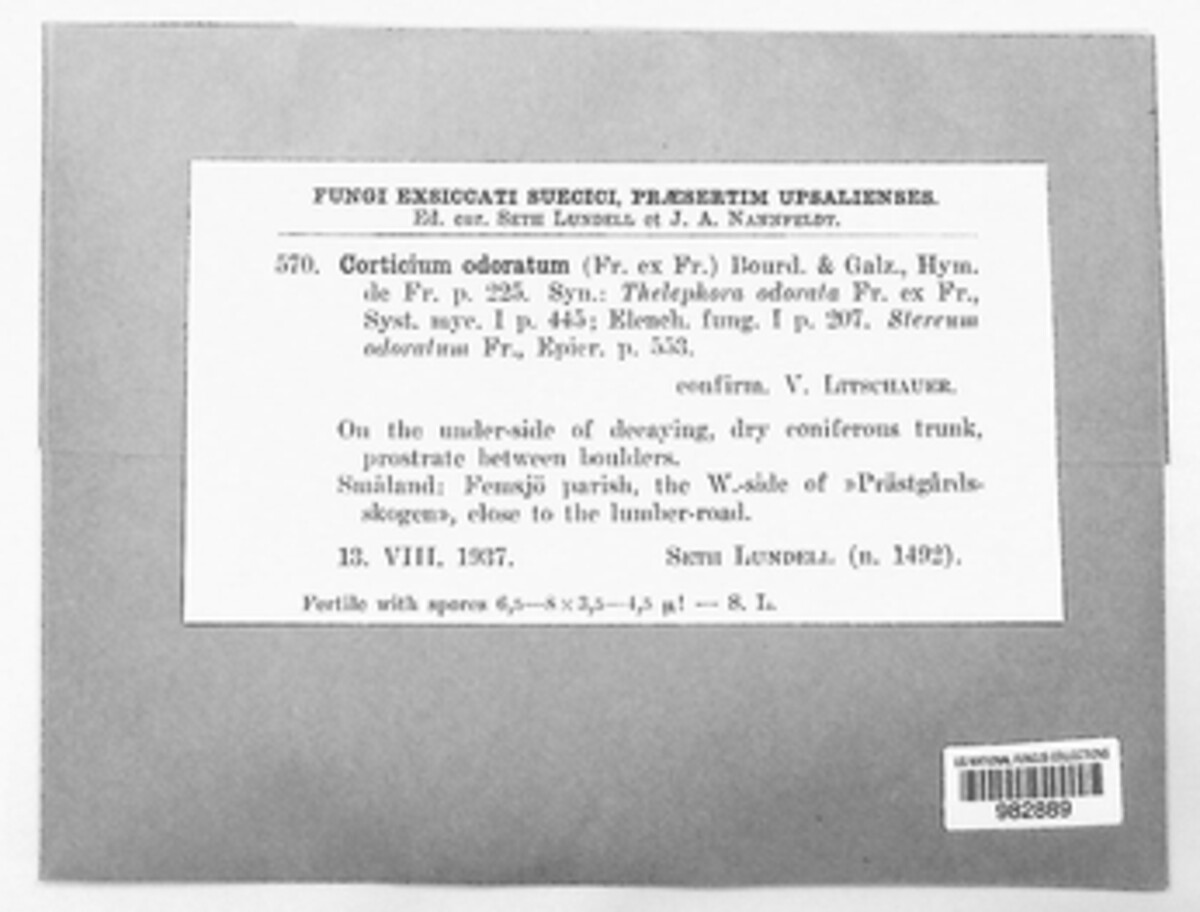 FUNGI EXSICCATI SUECICI, PRÆSERTIM UPSALIENSES.
Ed. cur. SETH LUNDELL et J. A. NANNFELDT.
570. Corticium odoratum (Fr. ex Fr.) Bourd. & Galz., Hym.
de Fr. p. 225. Syn.: Thelephora odorata Fr. ex Fr.,
Syst. myc. I p. 445; Elench. fung. I p. 207. Stereum
odoratum Fr., Epicr. p. 553.
confirm. V. LITSCHAUER.
On the under-side of decaying, dry coniferous trunk,
prostrate between boulders.
Småland: Femsjö parish, the W.-side of »Prästgårds-
skogen», close to the lumber-road.
13. VIII. 1937. SETH LUNDELL (n. 1492).
Fertile with spores 6,5—8 × 3,5—4,5 µ! — S. L.
US NATIONAL FUNGUS COLLECTIONS
982889